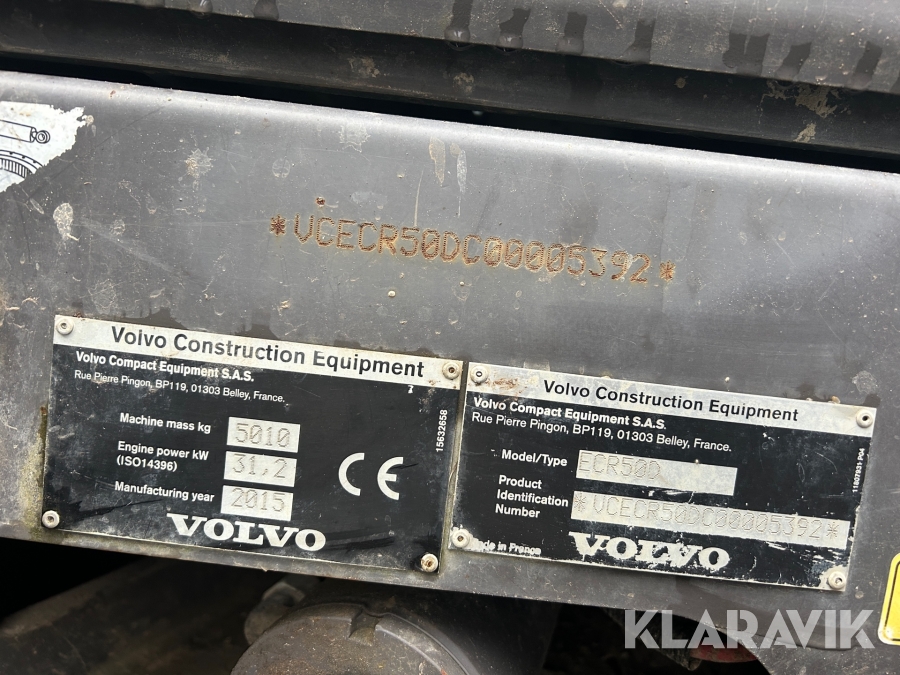 *VCECR50DC00005392*
Volvo Construction Equipment
Volvo Compact Equipment S.A.S.
Rue Pierre Pingon, BP119, 01303 Belley, France.
Machine mass kg 5010
Engine power kW 31,2
(ISO14396)
Manufacturing year 2015
CE
VOLVO
15632658
Volvo Construction Equipment
Volvo Compact Equipment S.A.S.
Rue Pierre Pingon, BP119, 01303 Belley, France.
Model/Type ECR50D
Product
Identification
Number *VCECR50DC00005392*
Made in France
VOLVO
11807931 P04
KLARAVIK